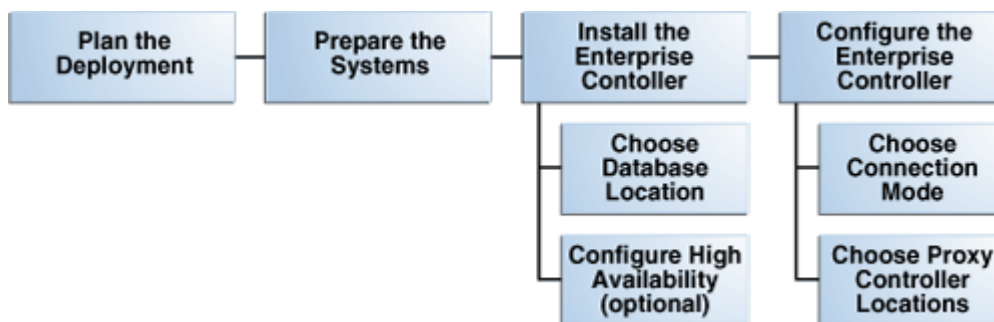 Plan the
Deployment
Prepare the
Systems
Install the
Enterprise
Contoller
Configure the
Enterprise
Controller
Choose
Database
Location
Choose
Connection
Mode
Configure High
Availability
(optional)
Choose Proxy
Controller
Locations